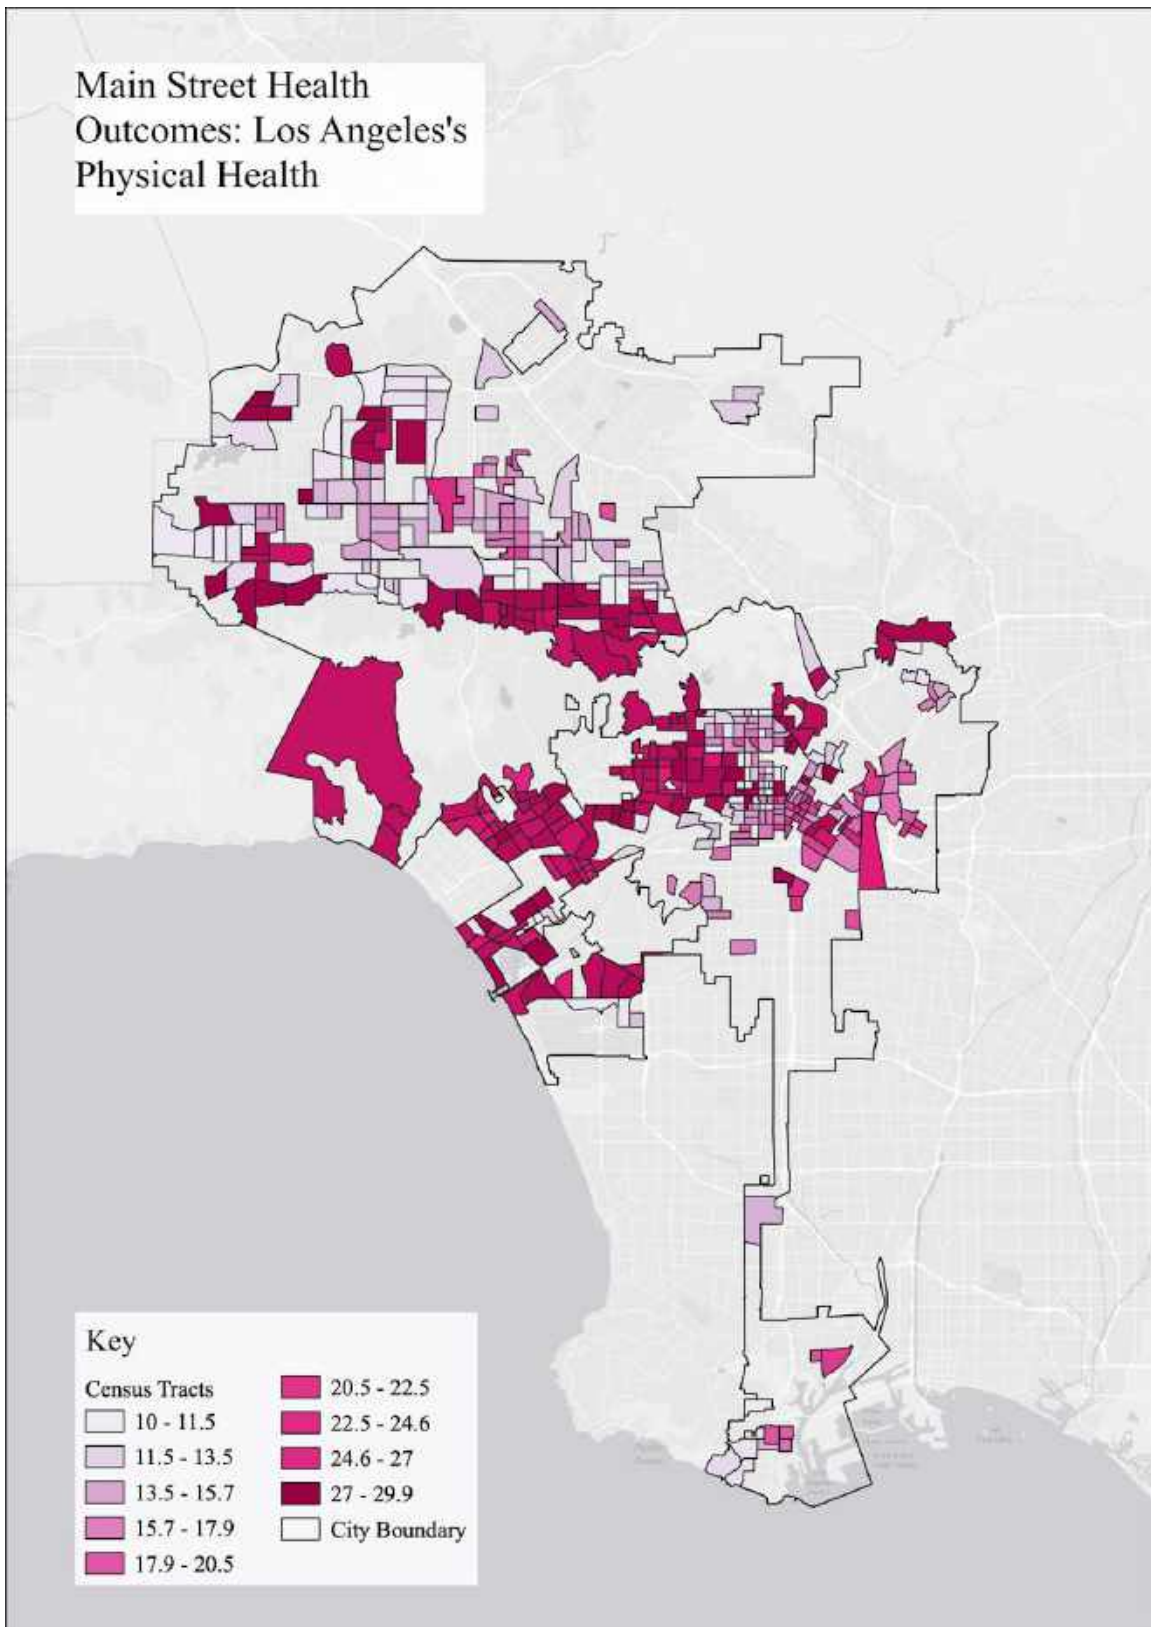 Main Street Health
Outcomes: Los Angeles's
Physical Health
Key
Census Tracts
10 - 11.5
11.5 - 13.5
13.5 - 15.7
15.7 - 17.9
17.9 - 20.5
20.5 - 22.5
22.5 - 24.6
24.6 - 27
27 - 29.9
City Boundary